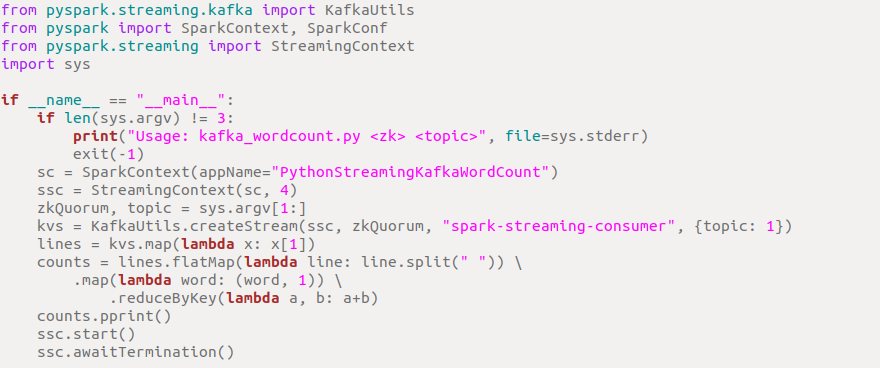 from pyspark.streaming.kafka import KafkaUtils
from pyspark import SparkContext, SparkConf
from pyspark.streaming import StreamingContext
import sys

if __name__ == "__main__":
    if len(sys.argv) != 3:
        print("Usage: kafka_wordcount.py <zk> <topic>", file=sys.stderr)
        exit(-1)
    sc = SparkContext(appName="PythonStreamingKafkaWordCount")
    ssc = StreamingContext(sc, 4)
    zkQuorum, topic = sys.argv[1:]
    kvs = KafkaUtils.createStream(ssc, zkQuorum, "spark-streaming-consumer", {topic: 1})
    lines = kvs.map(lambda x: x[1])
    counts = lines.flatMap(lambda line: line.split(" ")) \
        .map(lambda word: (word, 1)) \
            .reduceByKey(lambda a, b: a+b)
    counts.pprint()
    ssc.start()
    ssc.awaitTermination()